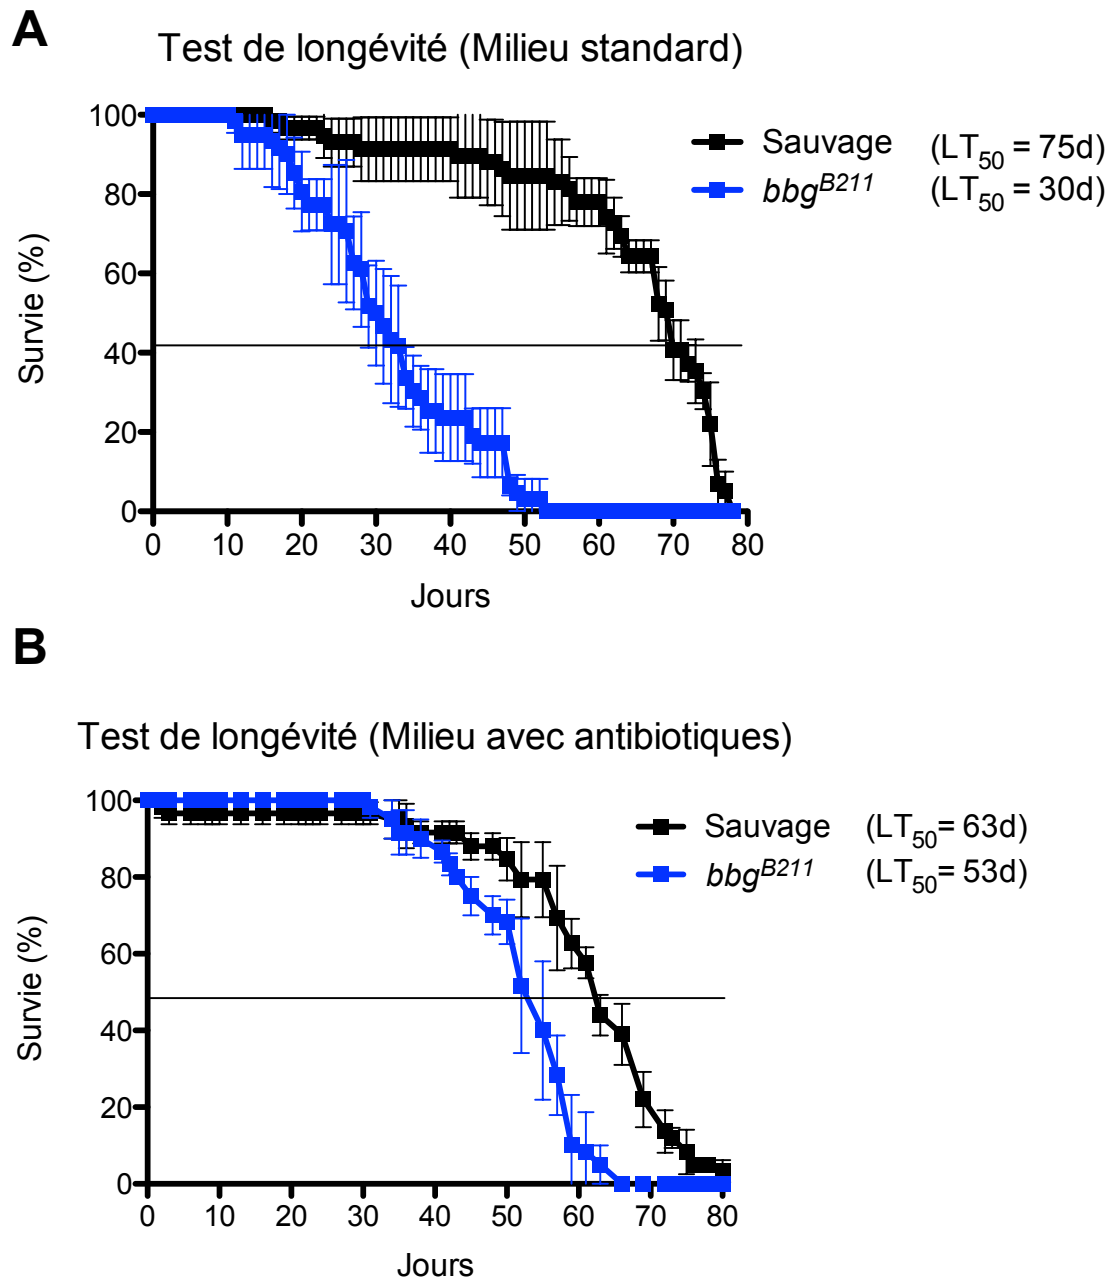 A
Test de longévité (Milieu standard)
100
80
60
40
20
0
Survie (%)
0 10 20 30 40 50 60 70 80
Jours
Sauvage (LT50 = 75d)
bbgB211 (LT50 = 30d)
B
Test de longévité (Milieu avec antibiotiques)
100
80
60
40
20
0
Survie (%)
0 10 20 30 40 50 60 70 80
Jours
Sauvage (LT50= 63d)
bbgB211 (LT50= 53d)